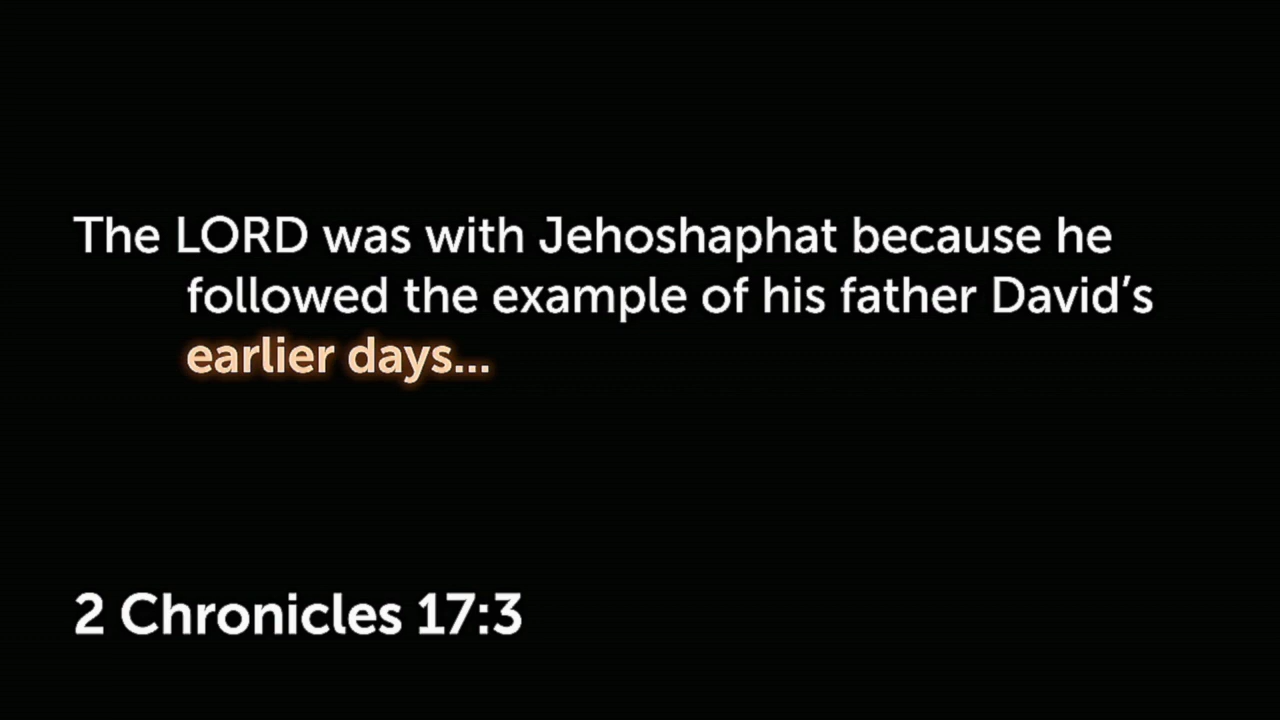 The LORD was with Jehoshaphat because he
followed the example of his father David’s
earlier days...
2 Chronicles 17:3